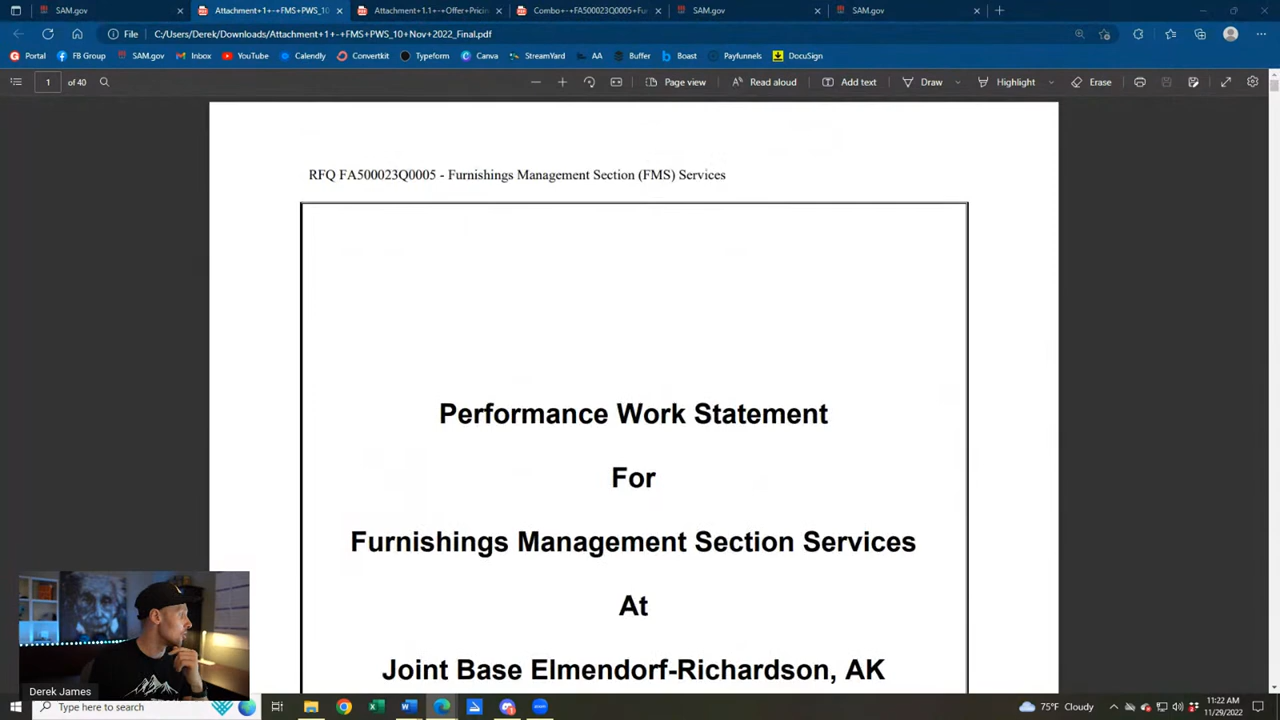 SAM.gov
Attachment+1+-+FMS+PWS_10
Attachment+1.1+-+Offer+Pricin
Combo+-+FA500023Q0005+Fur
SAM.gov
SAM.gov
File C:/Users/Derek/Downloads/Attachment+1+-+FMS+PWS_10+Nov+2022_Final.pdf
Portal FB Group SAM.gov Inbox YouTube Calendly Convertkit Typeform Canva StreamYard AA Buffer Boast Payfunnels DocuSign
1 of 40 Page view Read aloud Add text Draw Highlight Erase
RFQ FA500023Q0005 - Furnishings Management Section (FMS) Services
Performance Work Statement
For
Furnishings Management Section Services
At
Joint Base Elmendorf-Richardson, AK
Derek James
Type here to search
75°F Cloudy
11:22 AM
11/29/2022